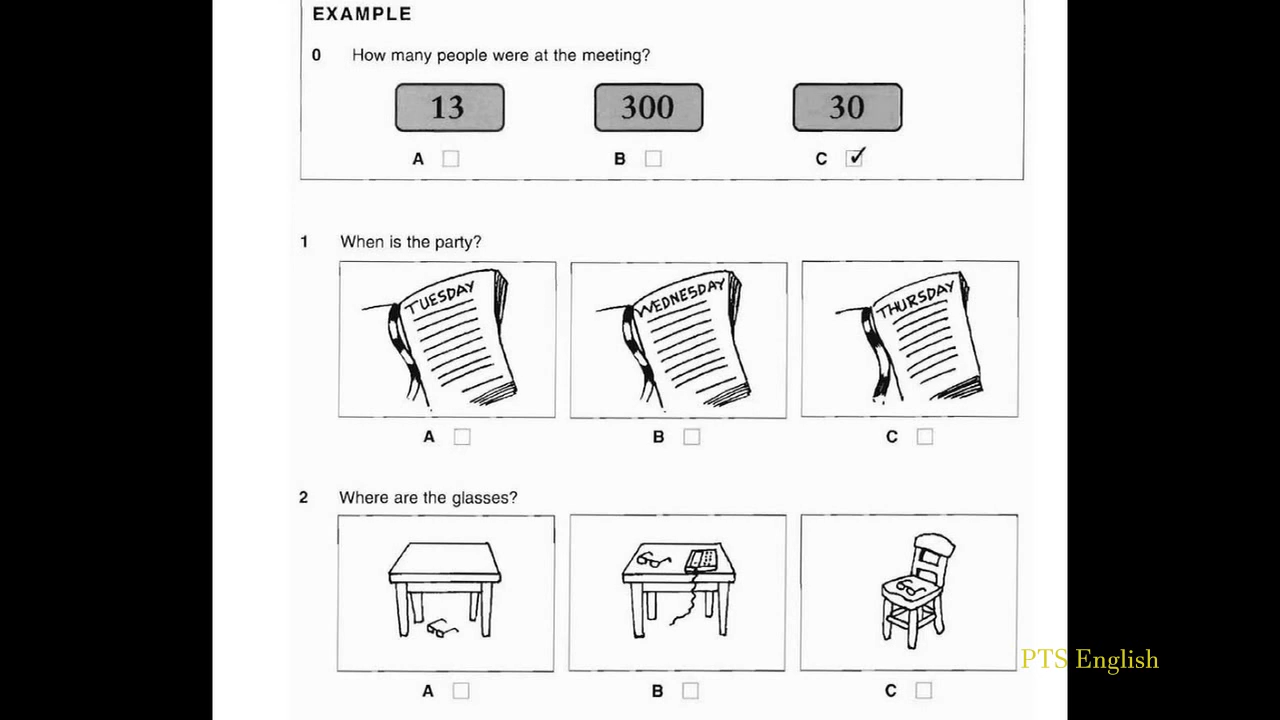 EXAMPLE
0 How many people were at the meeting?
13 300 30
A B C ✓
1 When is the party?
TUESDAY WEDNESDAY THURSDAY
A B C
2 Where are the glasses?
A B C
PTS English